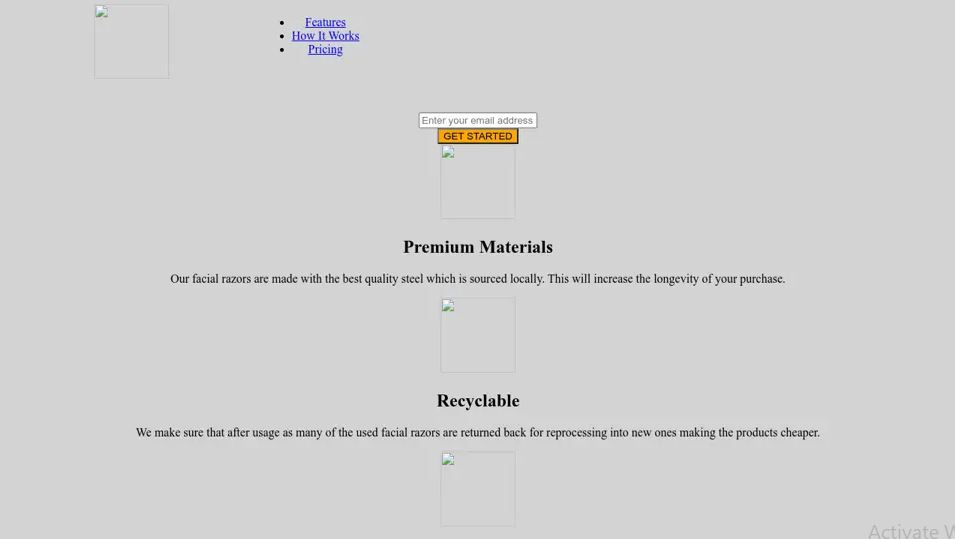 Features
How It Works
Pricing
Enter your email address
GET STARTED
Premium Materials
Our facial razors are made with the best quality steel which is sourced locally. This will increase the longevity of your purchase.
Recyclable
We make sure that after usage as many of the used facial razors are returned back for reprocessing into new ones making the products cheaper.
Activate W